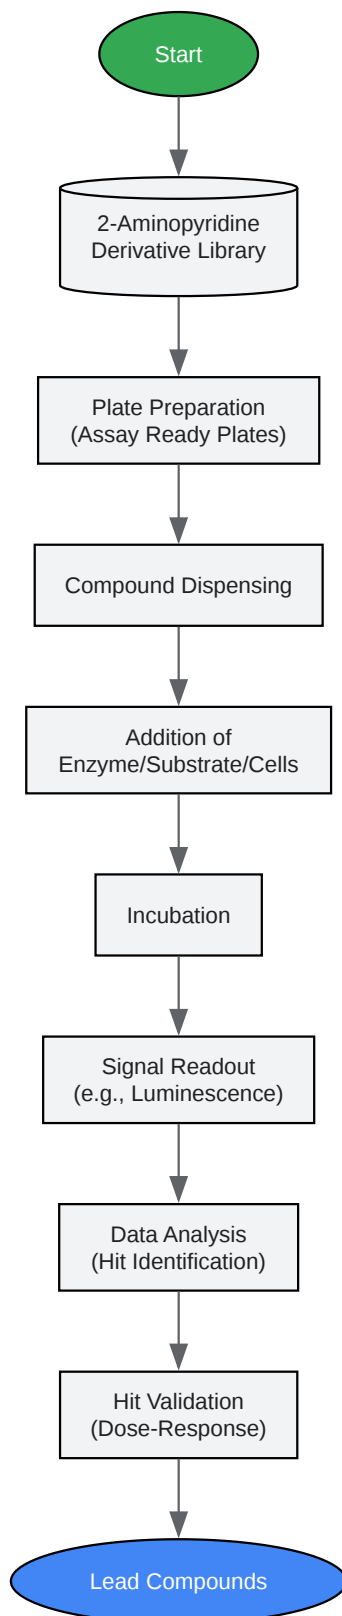 Start
2-Aminopyridine
Derivative Library
Plate Preparation
(Assay Ready Plates)
Compound Dispensing
Addition of
Enzyme/Substrate/Cells
Incubation
Signal Readout
(e.g., Luminescence)
Data Analysis
(Hit Identification)
Hit Validation
(Dose-Response)
Lead Compounds